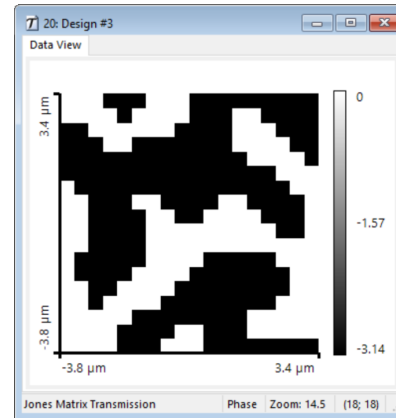 20: Design #3
Data View
3.4 µm
-3.8 µm
-3.8 µm
3.4 µm
0
-1.57
-3.14
Jones Matrix Transmission
Phase
Zoom: 14.5
(18; 18)